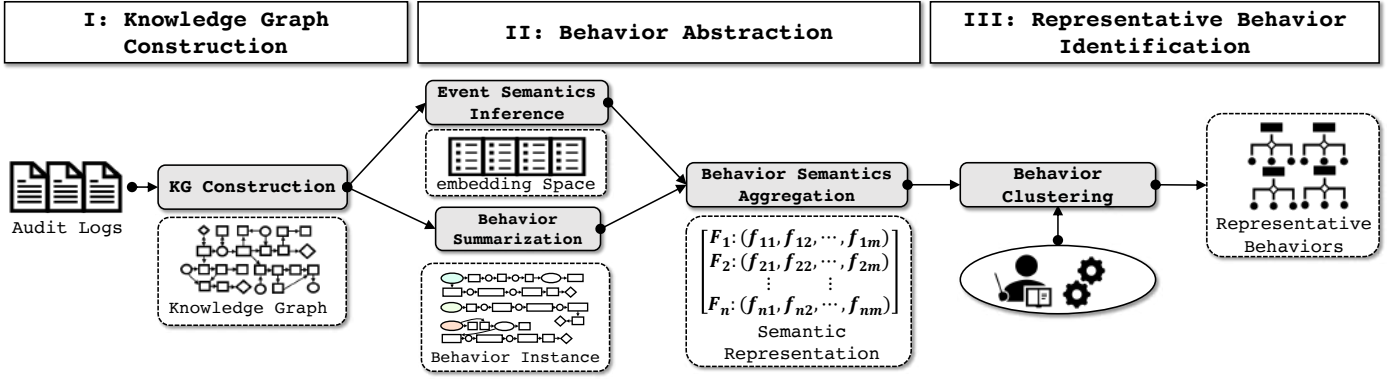 I: Knowledge Graph
Construction
II: Behavior Abstraction
III: Representative Behavior
Identification
Audit Logs
KG Construction
Knowledge Graph
Event Semantics
Inference
embedding Space
Behavior
Summarization
Behavior Instance
Behavior Semantics
Aggregation
F₁: (f₁₁, f₁₂, ⋯, f₁ₘ)
F₂: (f₂₁, f₂₂, ⋯, f₂ₘ)
⋮ ⋮
Fₙ: (fₙ₁, fₙ₂, ⋯, fₙₘ)
Semantic
Representation
Behavior
Clustering
Representative
Behaviors